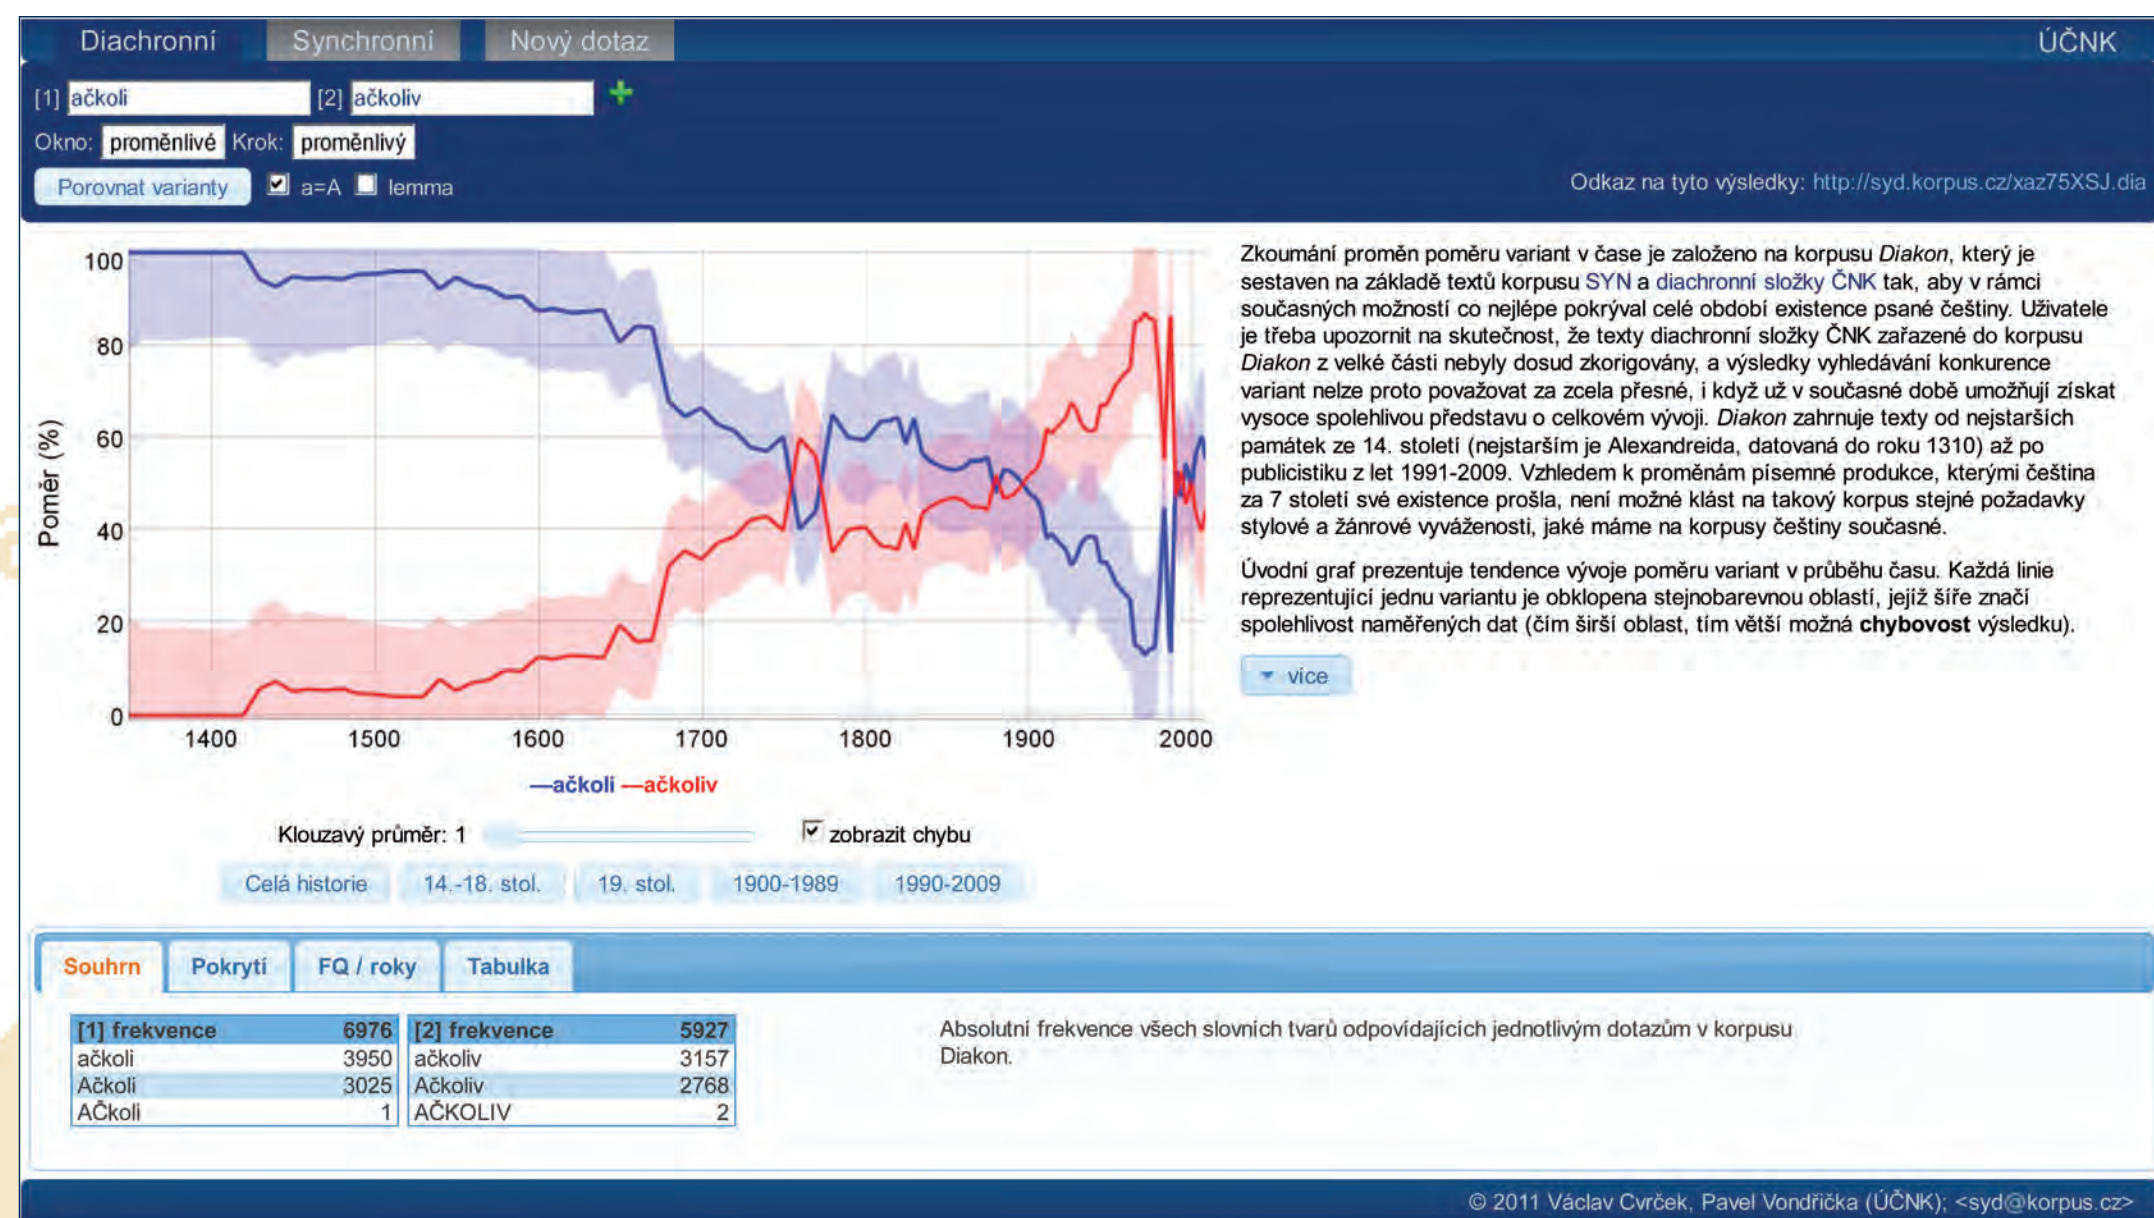 Diachronní Synchronní Nový dotaz ÚČNK
[1] ačkoli [2] ačkoliv
Okno: proměnlivé Krok: proměnlivý
Porovnat varianty a=A lemma Odkaz na tyto výsledky: http://syd.korpus.cz/xaz75XSJ.dia
Poměr (%)
100
80
60
40
20
0
1400 1500 1600 1700 1800 1900 2000
—ačkoli —ačkoliv
Klouzavý průměr: 1 zobrazit chybu
Celá historie 14.-18. stol. 19. stol. 1900-1989 1990-2009
Zkoumání proměn poměru variant v čase je založeno na korpusu Diakon, který je
sestaven na základě textů korpusu SYN a diachronní složky ČNK tak, aby v rámci
současných možností co nejlépe pokrýval celé období existence psané češtiny. Uživatele
je třeba upozornit na skutečnost, že texty diachronní složky ČNK zařazené do korpusu
Diakon z velké části nebyly dosud zkorigovány, a výsledky vyhledávání konkurence
variant nelze proto považovat za zcela přesné, i když už v současné době umožňují získat
vysoce spolehlivou představu o celkovém vývoji. Diakon zahrnuje texty od nejstarších
památek ze 14. století (nejstarším je Alexandreida, datovaná do roku 1310) až po
publicistiku z let 1991-2009. Vzhledem k proměnám písemné produkce, kterými čeština
za 7 století své existence prošla, není možné klást na takový korpus stejné požadavky
stylové a žánrové vyváženosti, jaké máme na korpusy češtiny současné.
Úvodní graf prezentuje tendence vývoje poměru variant v průběhu času. Každá linie
reprezentující jednu variantu je obklopena stejnobarevnou oblastí, jejíž šíře značí
spolehlivost naměřených dat (čím širší oblast, tím větší možná chybovost výsledku).
více
Souhrn Pokrytí FQ / roky Tabulka
[1] frekvence 6976 [2] frekvence 5927
ačkoli 3950 ačkoliv 3157
Ačkoli 3025 Ačkoliv 2768
AČkoli 1 AČKOLIV 2
Absolutní frekvence všech slovních tvarů odpovídajících jednotlivým dotazům v korpusu
Diakon.
© 2011 Václav Cvrček, Pavel Vondřička (ÚČNK); <syd@korpus.cz>